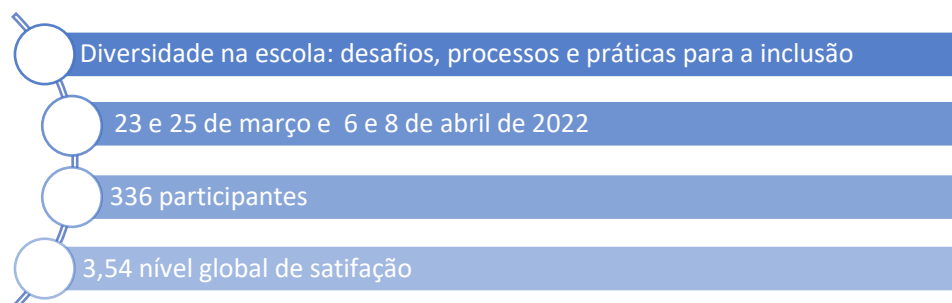 Diversidade na escola: desafios, processos e práticas para a inclusão
23 e 25 de março e 6 e 8 de abril de 2022
336 participantes
3,54 nível global de satifação